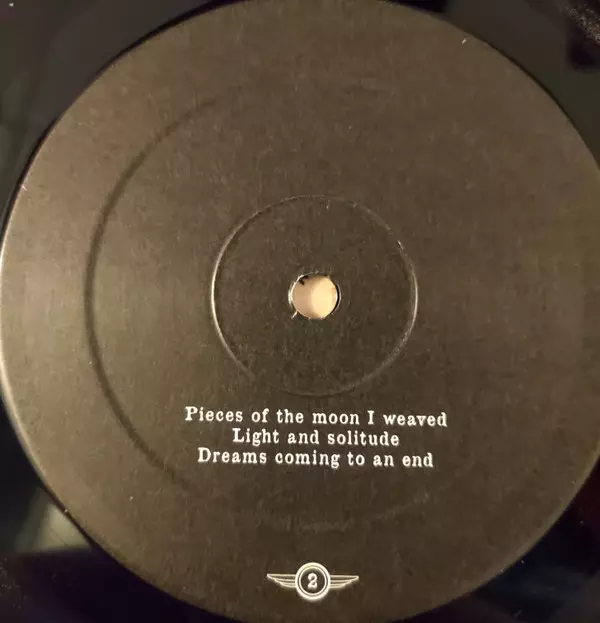 Pieces of the moon I weaved
Light and solitude
Dreams coming to an end
2